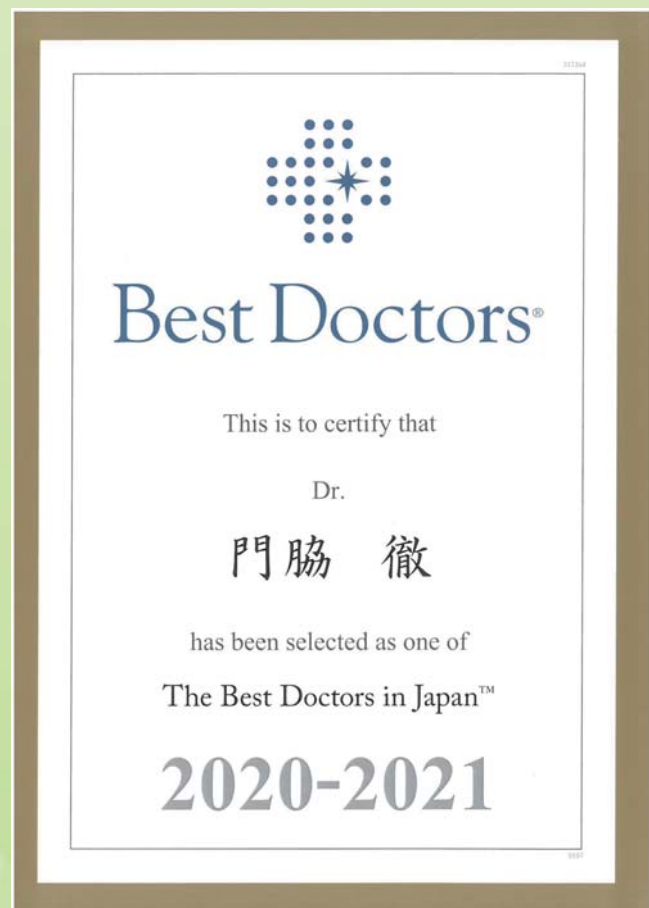 Best Doctors®
This is to certify that
Dr.
門脇 徹
has been selected as one of
The Best Doctors in Japan™
2020-2021